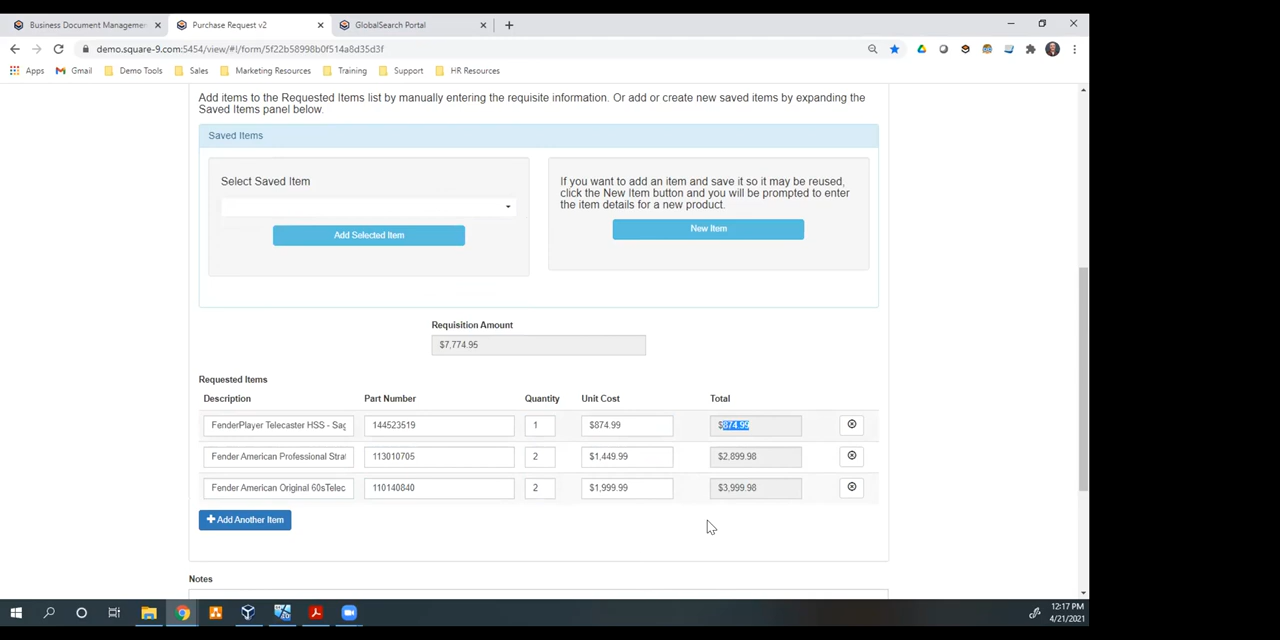 Business Document Manageme
Purchase Request v2
GlobalSearch Portal
demo.square-9.com:5454/view/#/form/5f22b58998b0f514a8d35d3f
Apps
Gmail
Demo Tools
Sales
Marketing Resources
Training
Support
HR Resources
Add items to the Requested Items list by manually entering the requisite information. Or add or create new saved items by expanding the
Saved Items panel below.
Saved Items
Select Saved Item
Add Selected Item
If you want to add an item and save it so it may be reused,
click the New Item button and you will be prompted to enter
the item details for a new product.
New Item
Requisition Amount
$7,774.95
Requested Items
Description Part Number Quantity Unit Cost Total
FenderPlayer Telecaster HSS - Sag 144523519 1 $874.99 $874.99
Fender American Professional Strat 113010705 2 $1,449.99 $2,899.98
Fender American Original 60sTelec 110140840 2 $1,999.99 $3,999.98
+ Add Another Item
Notes
12:17 PM
4/21/2021